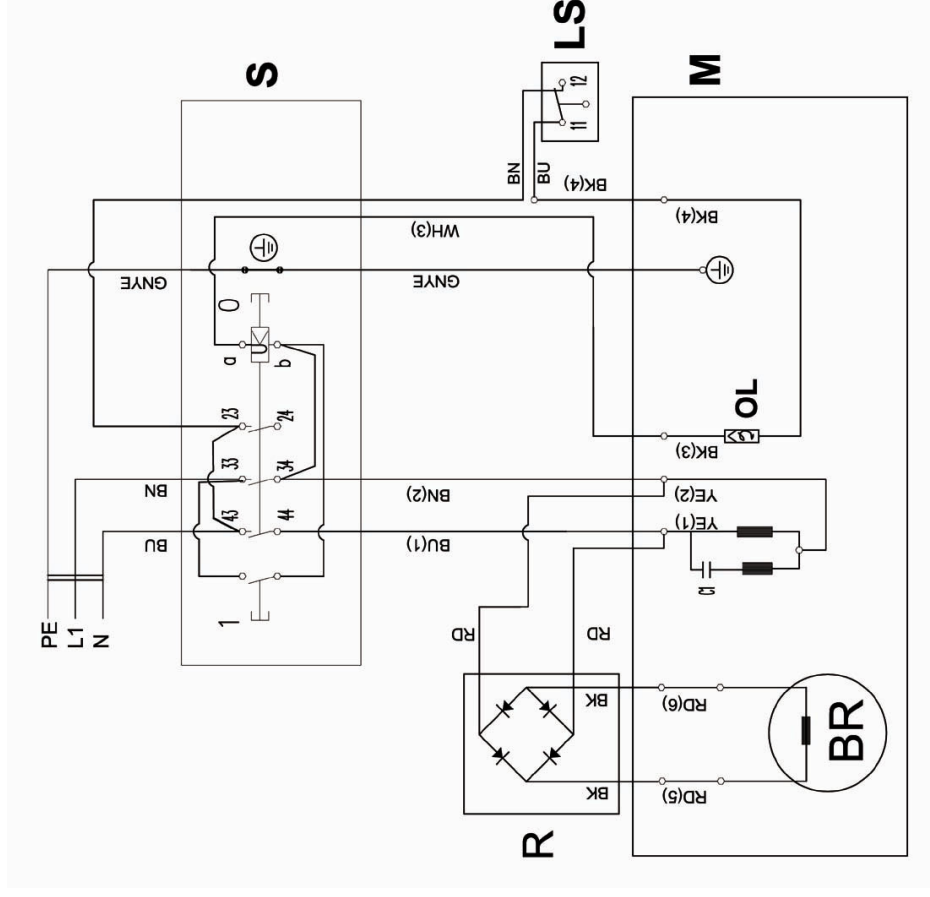 S
LS
12
11
M
BN
BU
BK(4)
BK(4)
WH(3)
GNYE
GNYE
0
a
U<
b
23
24
33
34
43
44
BK(3)
OL
BN
BN(2)
YE(2)
BU
BU(1)
YE(1)
C1
1
PE
L1
N
RD
RD
BK
RD(6)
BR
BK
RD(5)
R